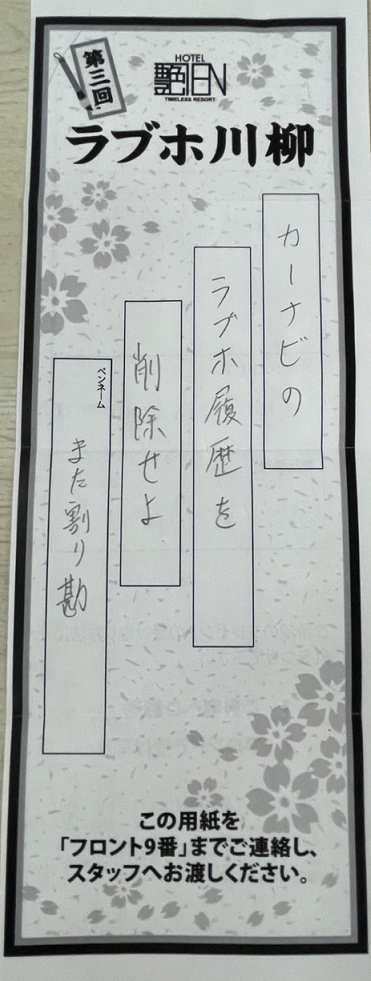 第三回
HOTEL
艶EN
TIMELESS RESORT
ラブホ川柳
カーナビの
ラブホ履歴を
削除せよ
ペンネーム
また割り勘
この用紙を
「フロント9番」までご連絡し、
スタッフへお渡しください。